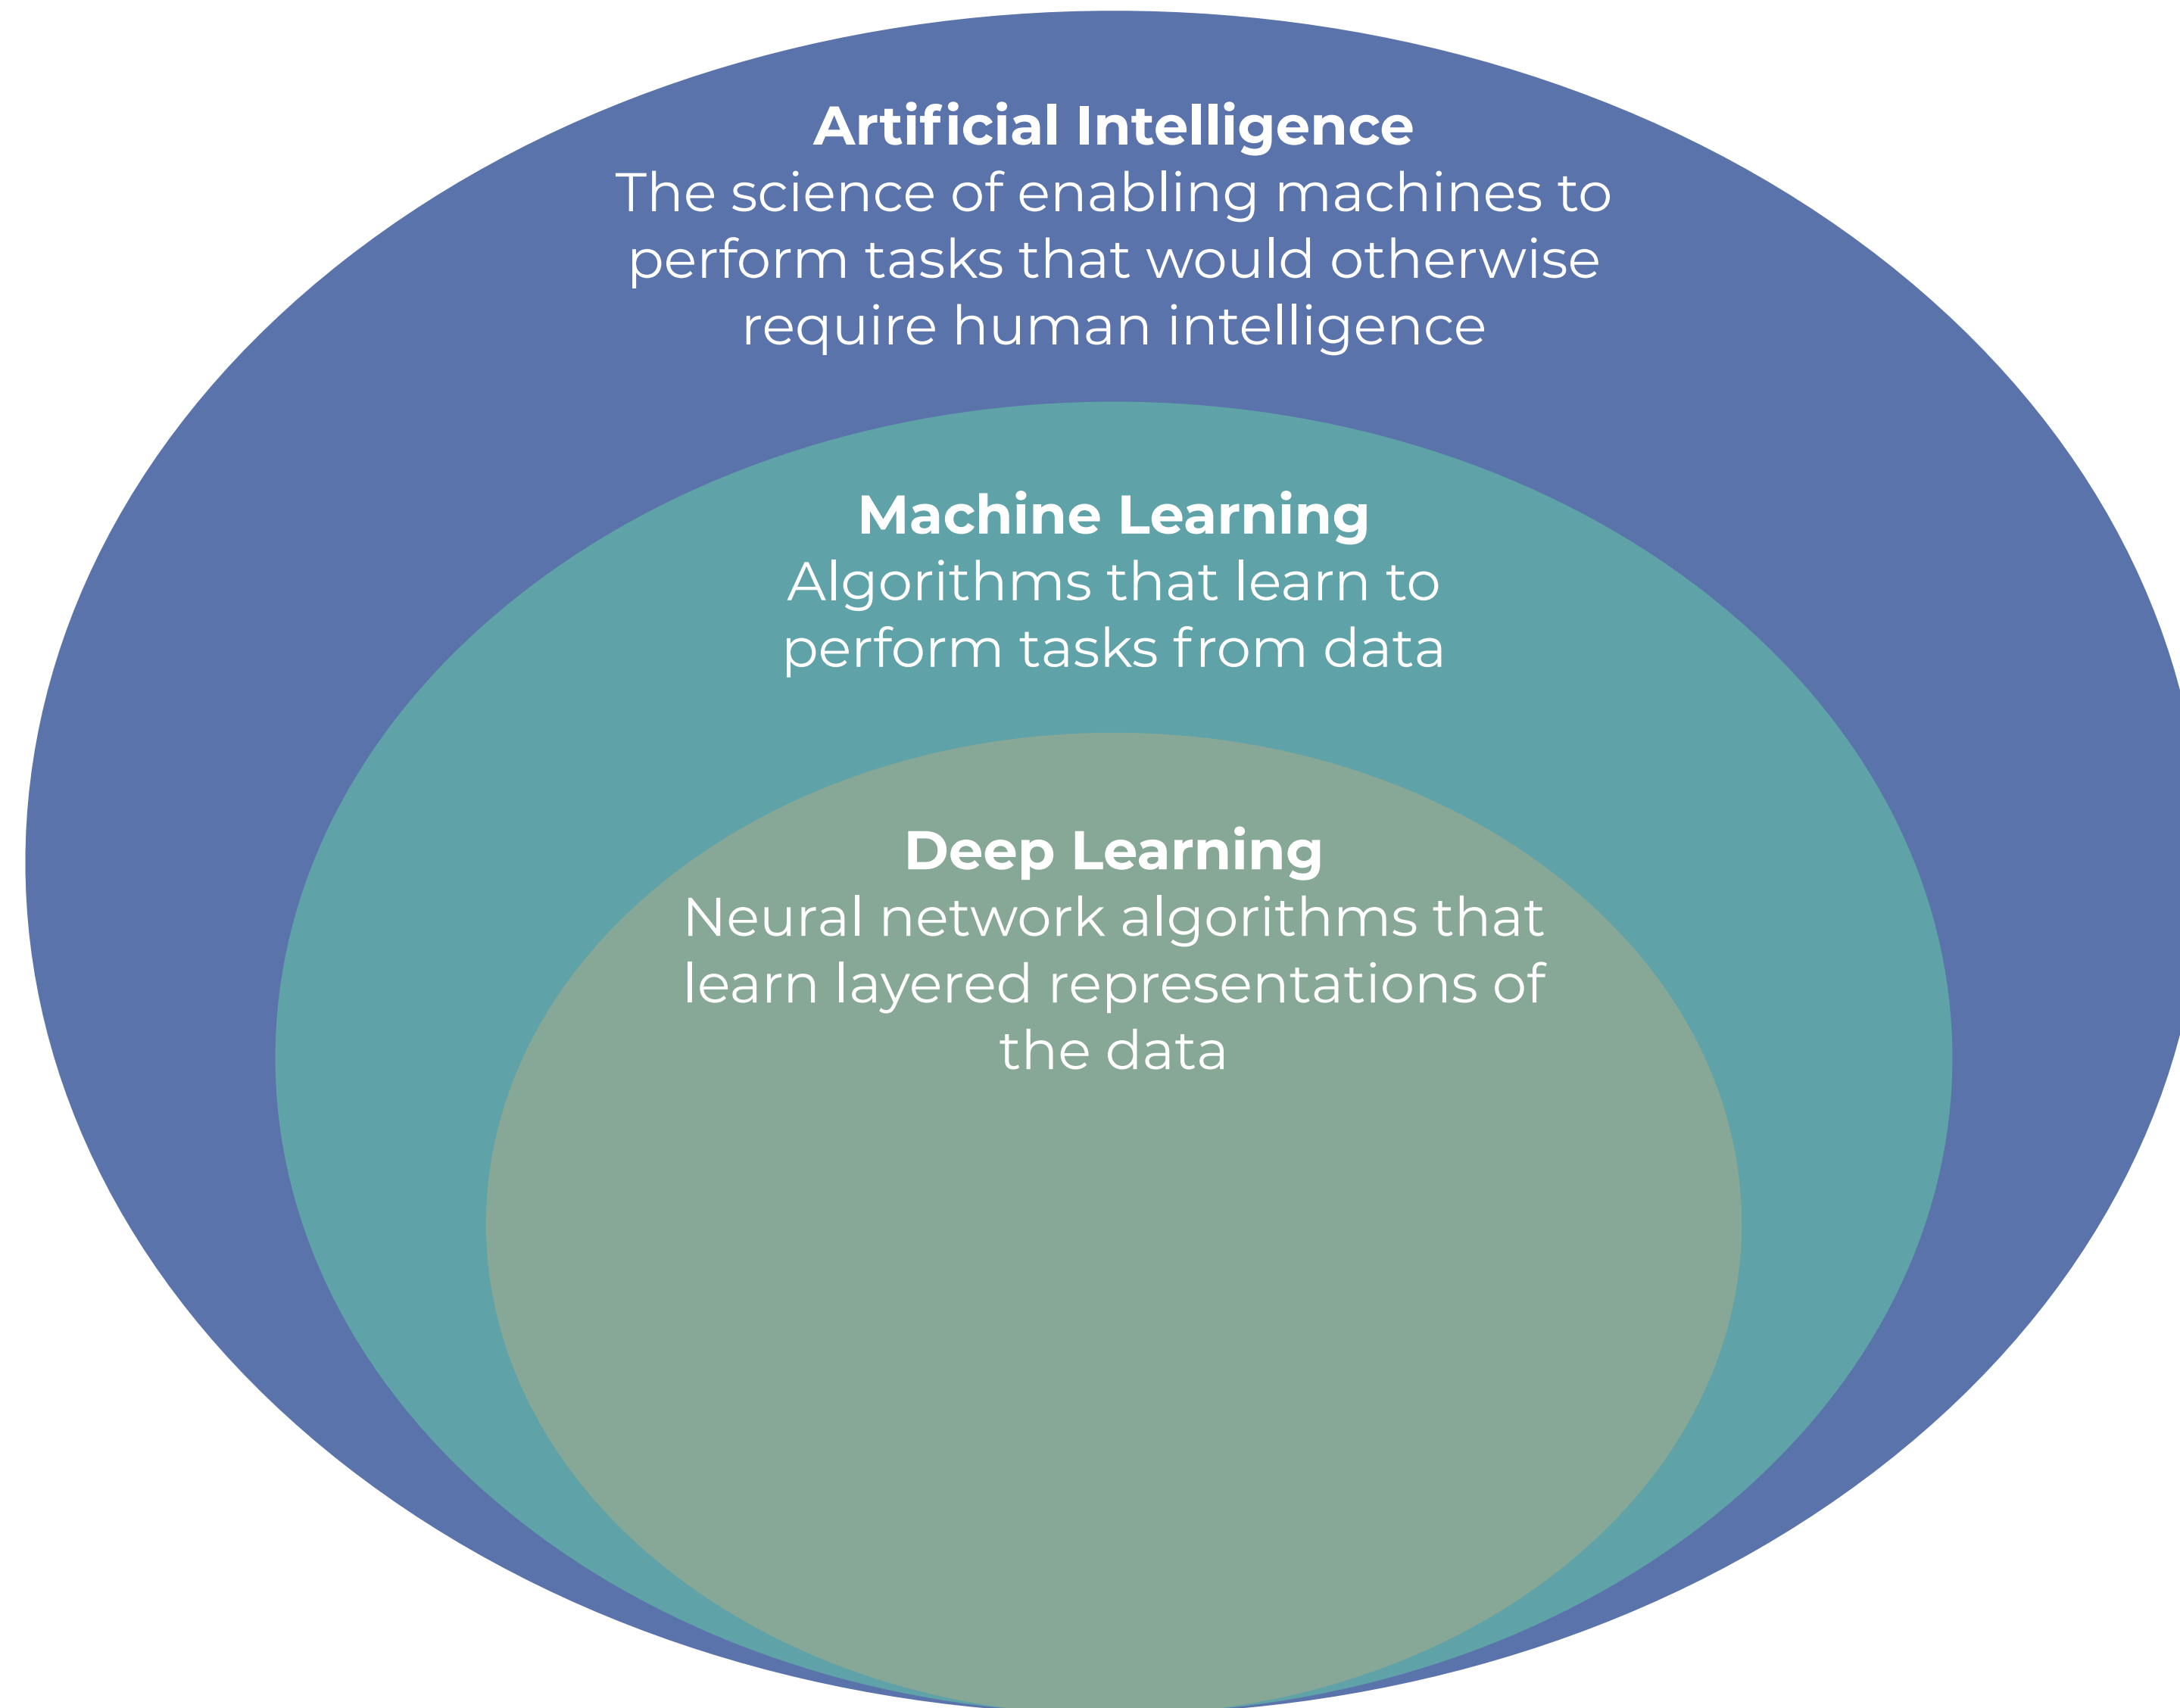 Artificial Intelligence
The science of enabling machines to
perform tasks that would otherwise
require human intelligence
Machine Learning
Algorithms that learn to
perform tasks from data
Deep Learning
Neural network algorithms that
learn layered representations of
the data